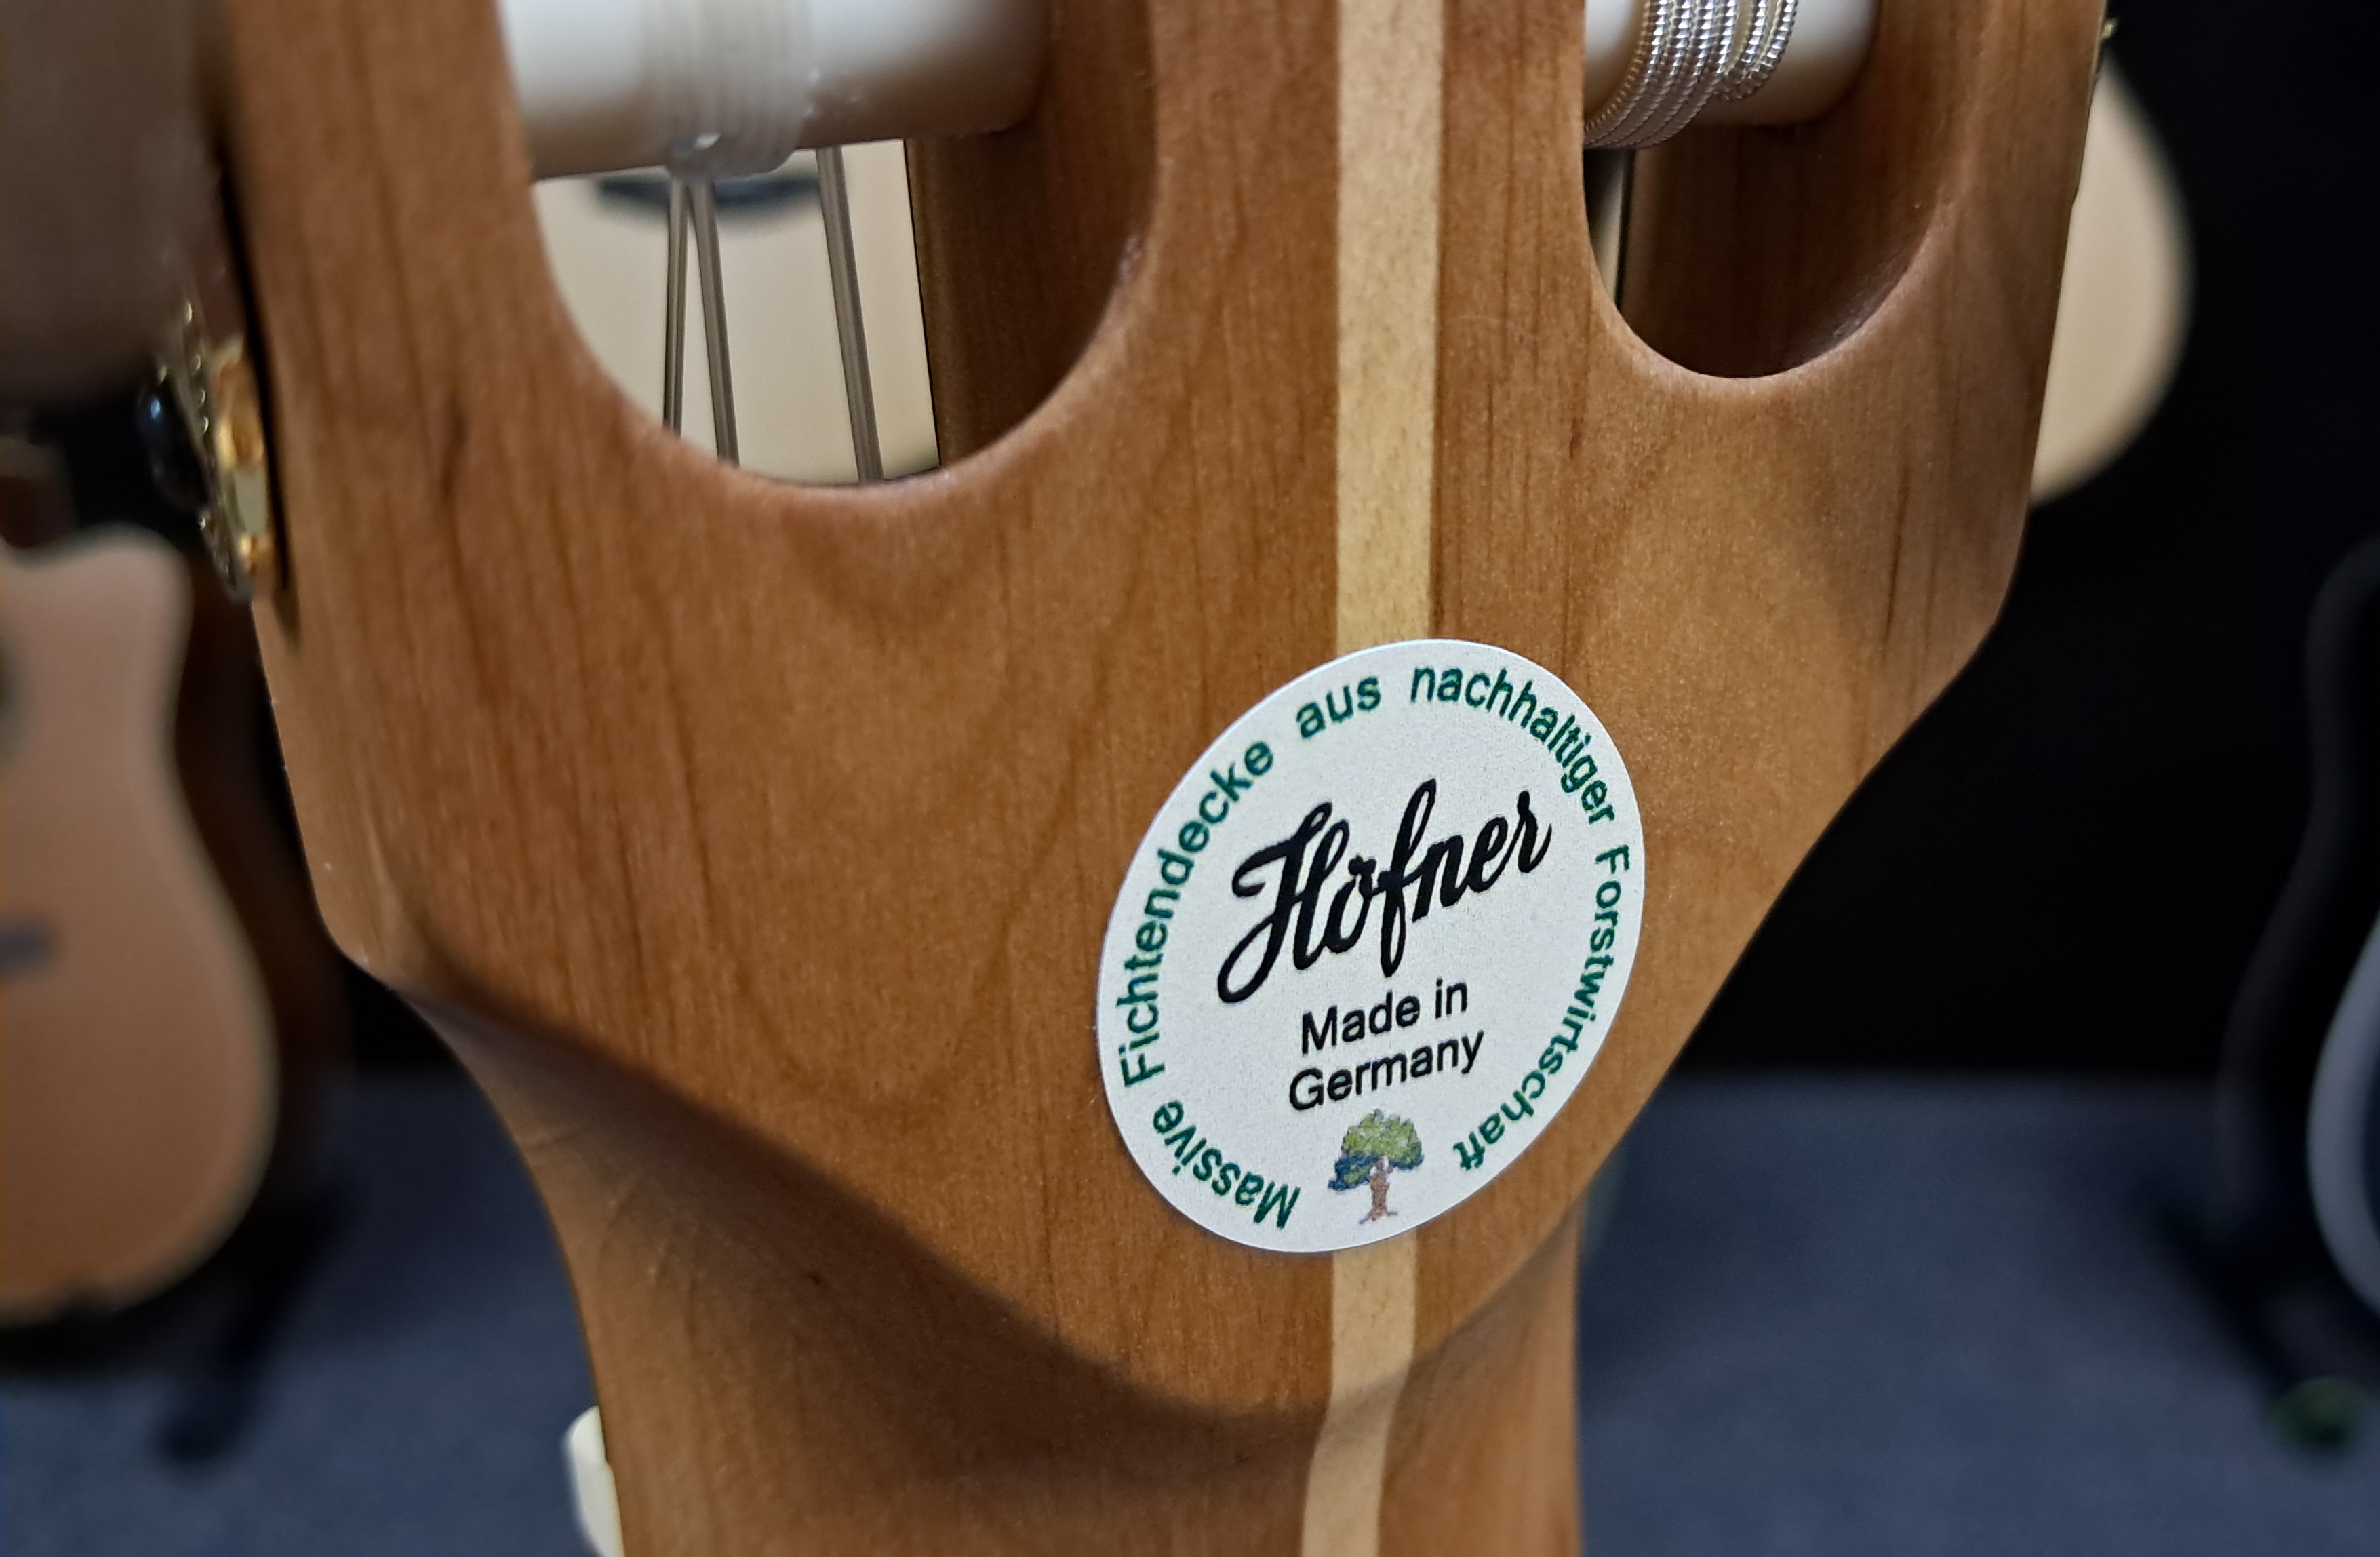 Massive Fichtendecke aus nachhaltiger Forstwirtschaft
Höfner
Made in
Germany